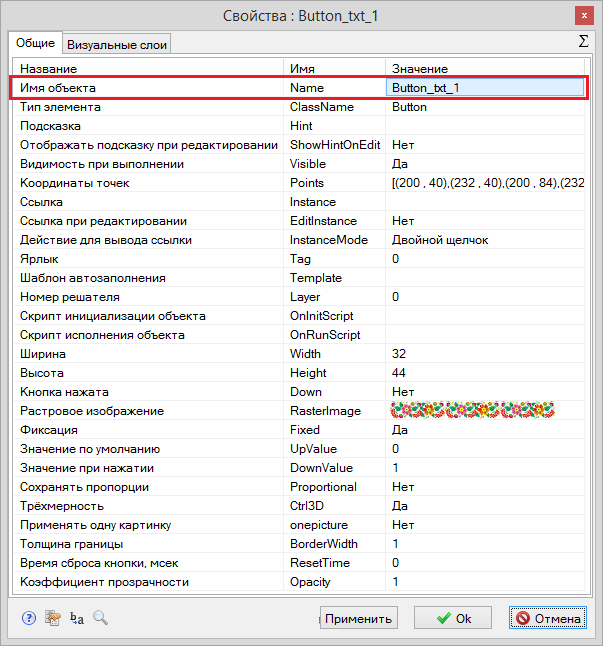 Свойства : Button_txt_1
x
Общие Визуальные слои Σ
Название Имя Значение
Имя объекта Name Button_txt_1
Тип элемента ClassName Button
Подсказка Hint
Отображать подсказку при редактировании ShowHintOnEdit Нет
Видимость при выполнении Visible Да
Координаты точек Points [(200 , 40),(232 , 40),(200 , 84),(232
Ссылка Instance
Ссылка при редактировании EditInstance Нет
Действие для вывода ссылки InstanceMode Двойной щелчок
Ярлык Tag 0
Шаблон автозаполнения Template
Номер решателя Layer 0
Скрипт инициализации объекта OnInitScript
Скрипт исполнения объекта OnRunScript
Ширина Width 32
Высота Height 44
Кнопка нажата Down Нет
Растровое изображение RasterImage
Фиксация Fixed Да
Значение по умолчанию UpValue 0
Значение при нажатии DownValue 1
Сохранять пропорции Proportional Нет
Трёхмерность Ctrl3D Да
Применять одну картинку onepicture Нет
Толщина границы BorderWidth 1
Время сброса кнопки, мсек ResetTime 0
Коэффициент прозрачности Opacity 1
? ba Применить Ok Отмена